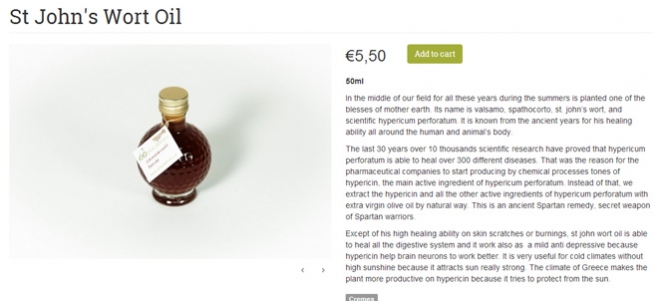 St John's Wort Oil
€5,50
Add to cart
50ml
In the middle of our field for all these years during the summers is planted one of the
blesses of mother earth. Its name is valsamo, spathocorto, st. john's wort, and
scientific hypericum perforatum. It is known from the ancient years for his healing
ability all around the human and animal's body.
The last 30 years over 10 thousands scientific research have proved that hypericum
perforatum is able to heal over 300 different diseases. That was the reason for the
pharmaceutical companies to start producing by chemical processes tones of
hypericin, the main active ingredient of hypericum perforatum. Instead of that, we
extract the hypericin and all the other active ingredients of hypericum perforatum with
extra virgin olive oil by natural way. This is an ancient Spartan remedy, secret weapon
of Spartan warriors.
Except of his high healing ability on skin scratches or burnings, st john wort oil is able
to heal all the digestive system and it work also as a mild anti depressive because
hypericin help brain neurons to work better. It is very useful for cold climates without
high sunshine because it attracts sun really strong. The climate of Greece makes the
plant more productive on hypericin because it tries to protect from the sun.